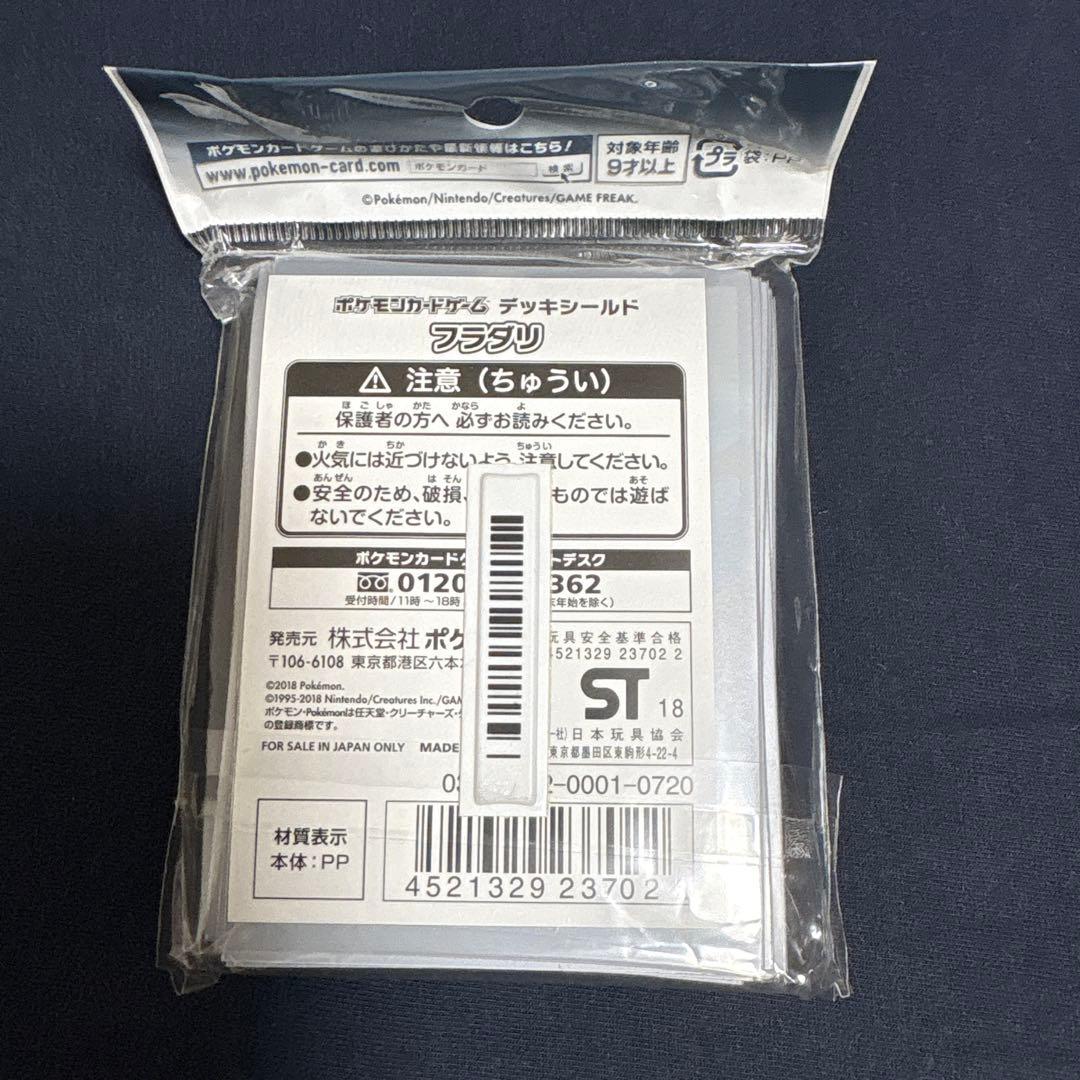 ポケモンカードゲームの遊びかたや最新情報はこちら!
www.pokemon-card.com ポケモンカード 検索
対象年齢
9才以上
プラ 袋:PP
©Pokémon/Nintendo/Creatures/GAME FREAK.
ポケモンカードゲーム デッキシールド
フラダリ
⚠ 注意(ちゅうい)
ほごしゃ かた かなら よ
保護者の方へ 必ずお読みください。
かき ちか ちゅうい
●火気には近づけないよう 注意してください。
あんぜん はそん あそ
●安全のため、破損、 ものでは遊ば
ないでください。
ポケモンカード トデスク
0120 362
受付時間/11時~18時 末年始を除く)
発売元 株式会社 ポケ
〒106-6108 東京都港区六本
©2018 Pokémon.
©1995-2018 Nintendo/Creatures Inc./GAM
ポケモン・Pokémonは任天堂・クリーチャーズ・
の登録商標です。
FOR SALE IN JAPAN ONLY MADE
玩具安全基準合格
4521329 23702 2
ST 18
社)日本玩具協会
東京都墨田区東駒形4-22-4
-0001-0720
材質表示
本体:PP
4521329 23702